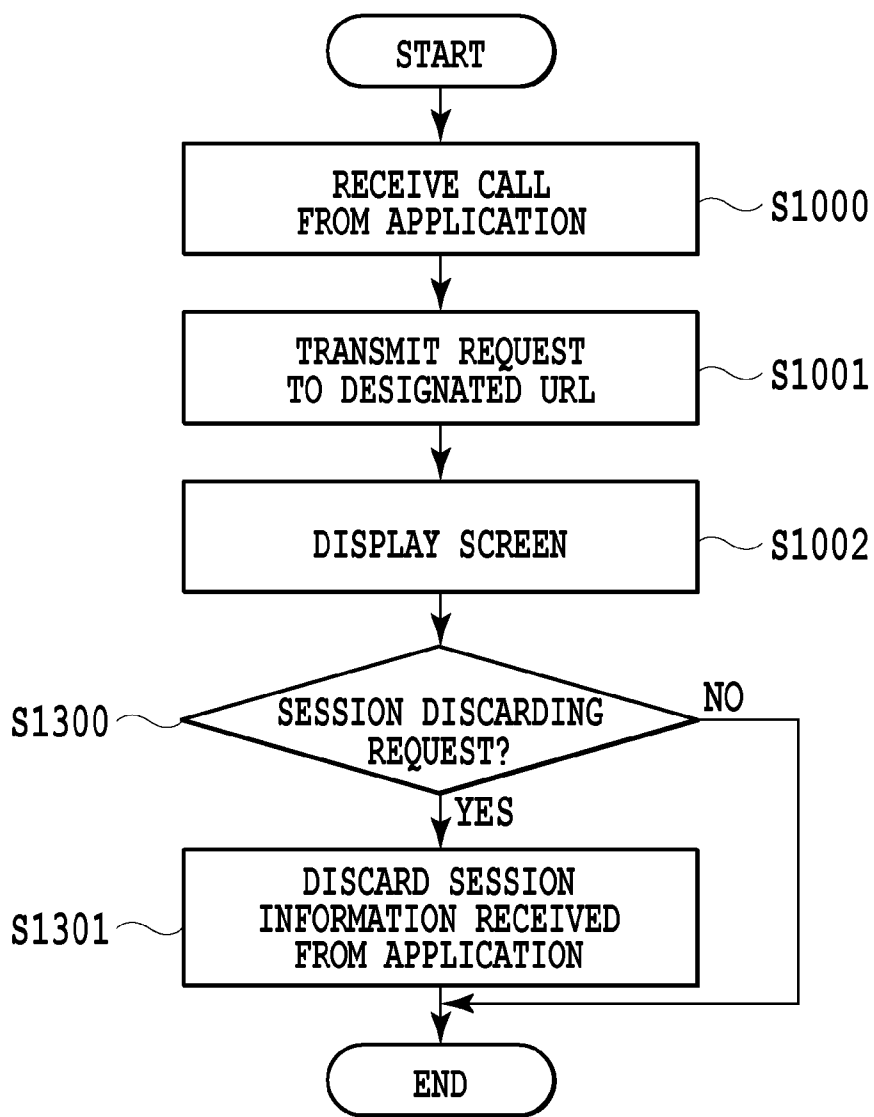 START
RECEIVE CALL
FROM APPLICATION
S1000
TRANSMIT REQUEST
TO DESIGNATED URL
S1001
DISPLAY SCREEN
S1002
SESSION DISCARDING
REQUEST?
S1300
NO
YES
DISCARD SESSION
INFORMATION RECEIVED
FROM APPLICATION
S1301
END